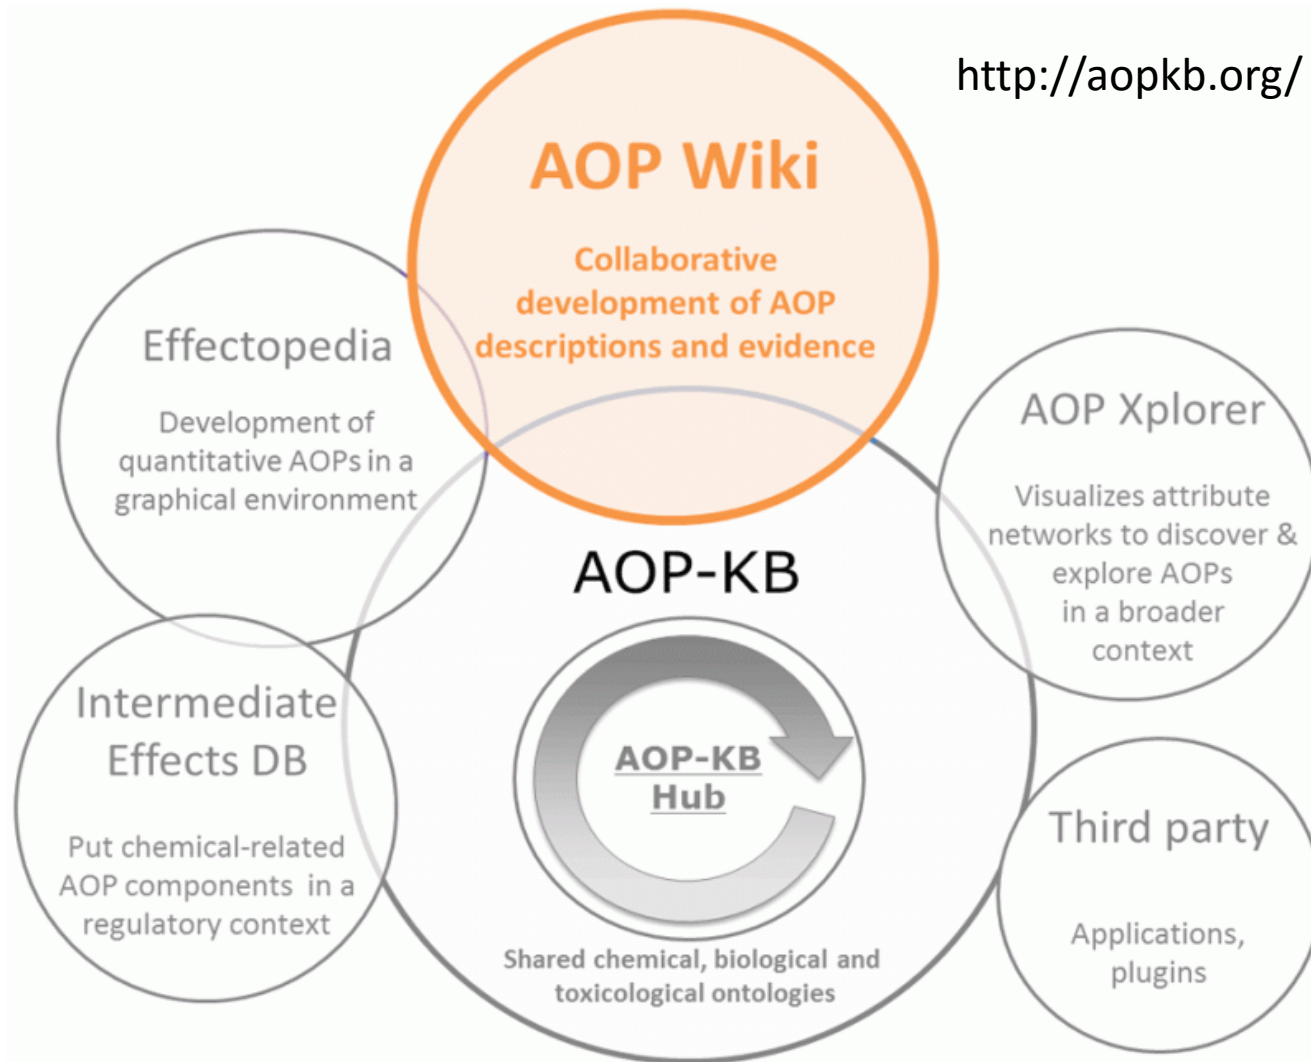 http://aopkb.org/
AOP Wiki
Collaborative
development of AOP
descriptions and evidence
Effectopedia
Development of
quantitative AOPs in a
graphical environment
AOP Xplorer
Visualizes attribute
networks to discover &
explore AOPs
in a broader
context
AOP-KB
Intermediate
Effects DB
Put chemical-related
AOP components in a
regulatory context
AOP-KB
Hub
Shared chemical, biological and
toxicological ontologies
Third party
Applications,
plugins